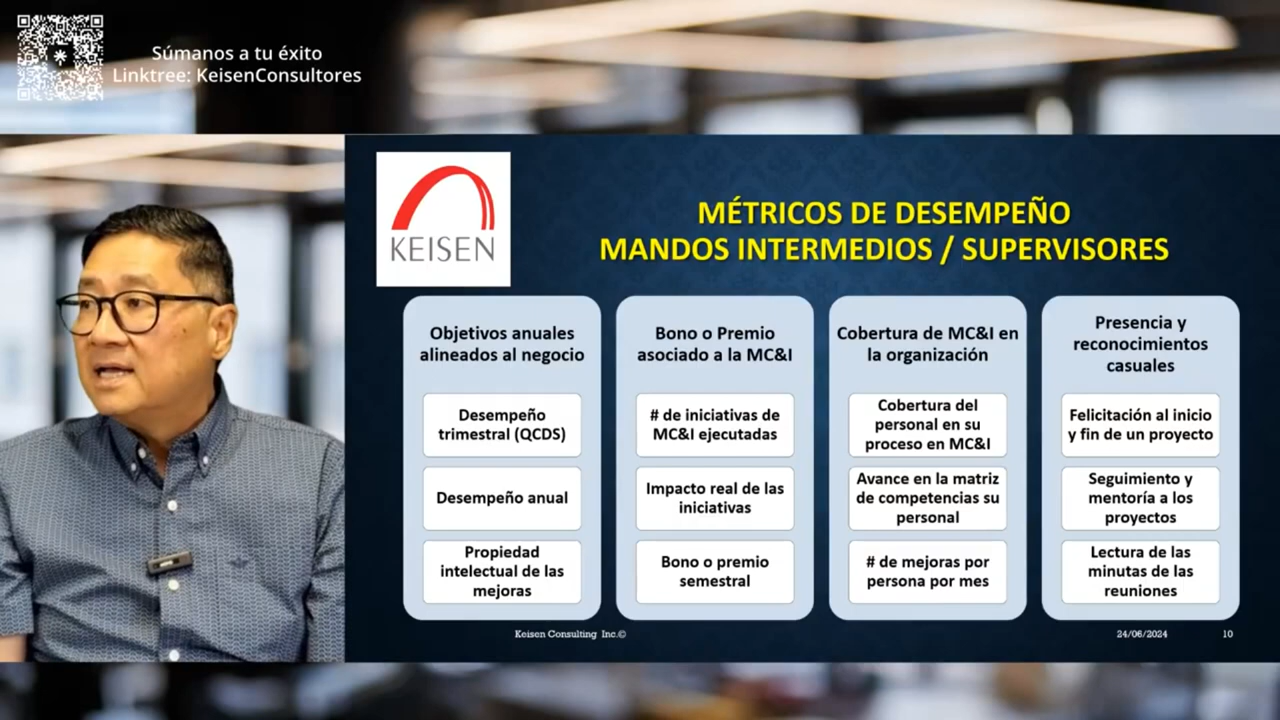 Súmanos a tu éxito
Linktree: KeisenConsultores
KEISEN
MÉTRICOS DE DESEMPEÑO
MANDOS INTERMEDIOS / SUPERVISORES
Objetivos anuales
alineados al negocio
Desempeño
trimestral (QCDS)
Desempeño anual
Propiedad
intelectual de las
mejoras
Bono o Premio
asociado a la MC&I
# de iniciativas de
MC&I ejecutadas
Impacto real de las
iniciativas
Bono o premio
semestral
Cobertura de MC&I en
la organización
Cobertura del
personal en su
proceso en MC&I
Avance en la matriz
de competencias su
personal
# de mejoras por
persona por mes
Presencia y
reconocimientos
casuales
Felicitación al inicio
y fin de un proyecto
Seguimiento y
mentoría a los
proyectos
Lectura de las
minutas de las
reuniones
Keisen Consulting Inc.©
24/06/2024
10